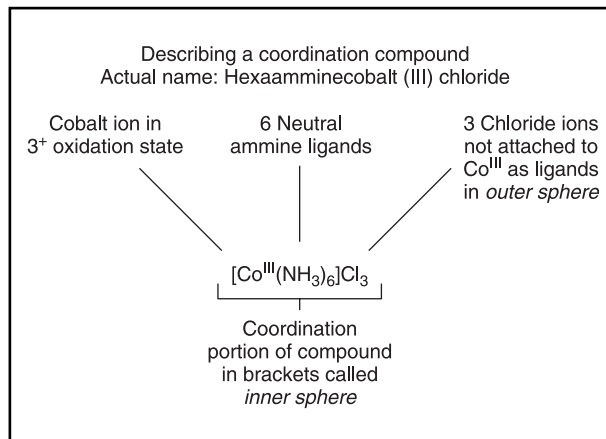 Describing a coordination compound
Actual name: Hexaamminecobalt (III) chloride
Cobalt ion in
3⁺ oxidation state
6 Neutral
ammine ligands
3 Chloride ions
not attached to
Coᴵᴵᴵ as ligands
in outer sphere
[Coᴵᴵᴵ(NH₃)₆]Cl₃
Coordination
portion of compound
in brackets called
inner sphere